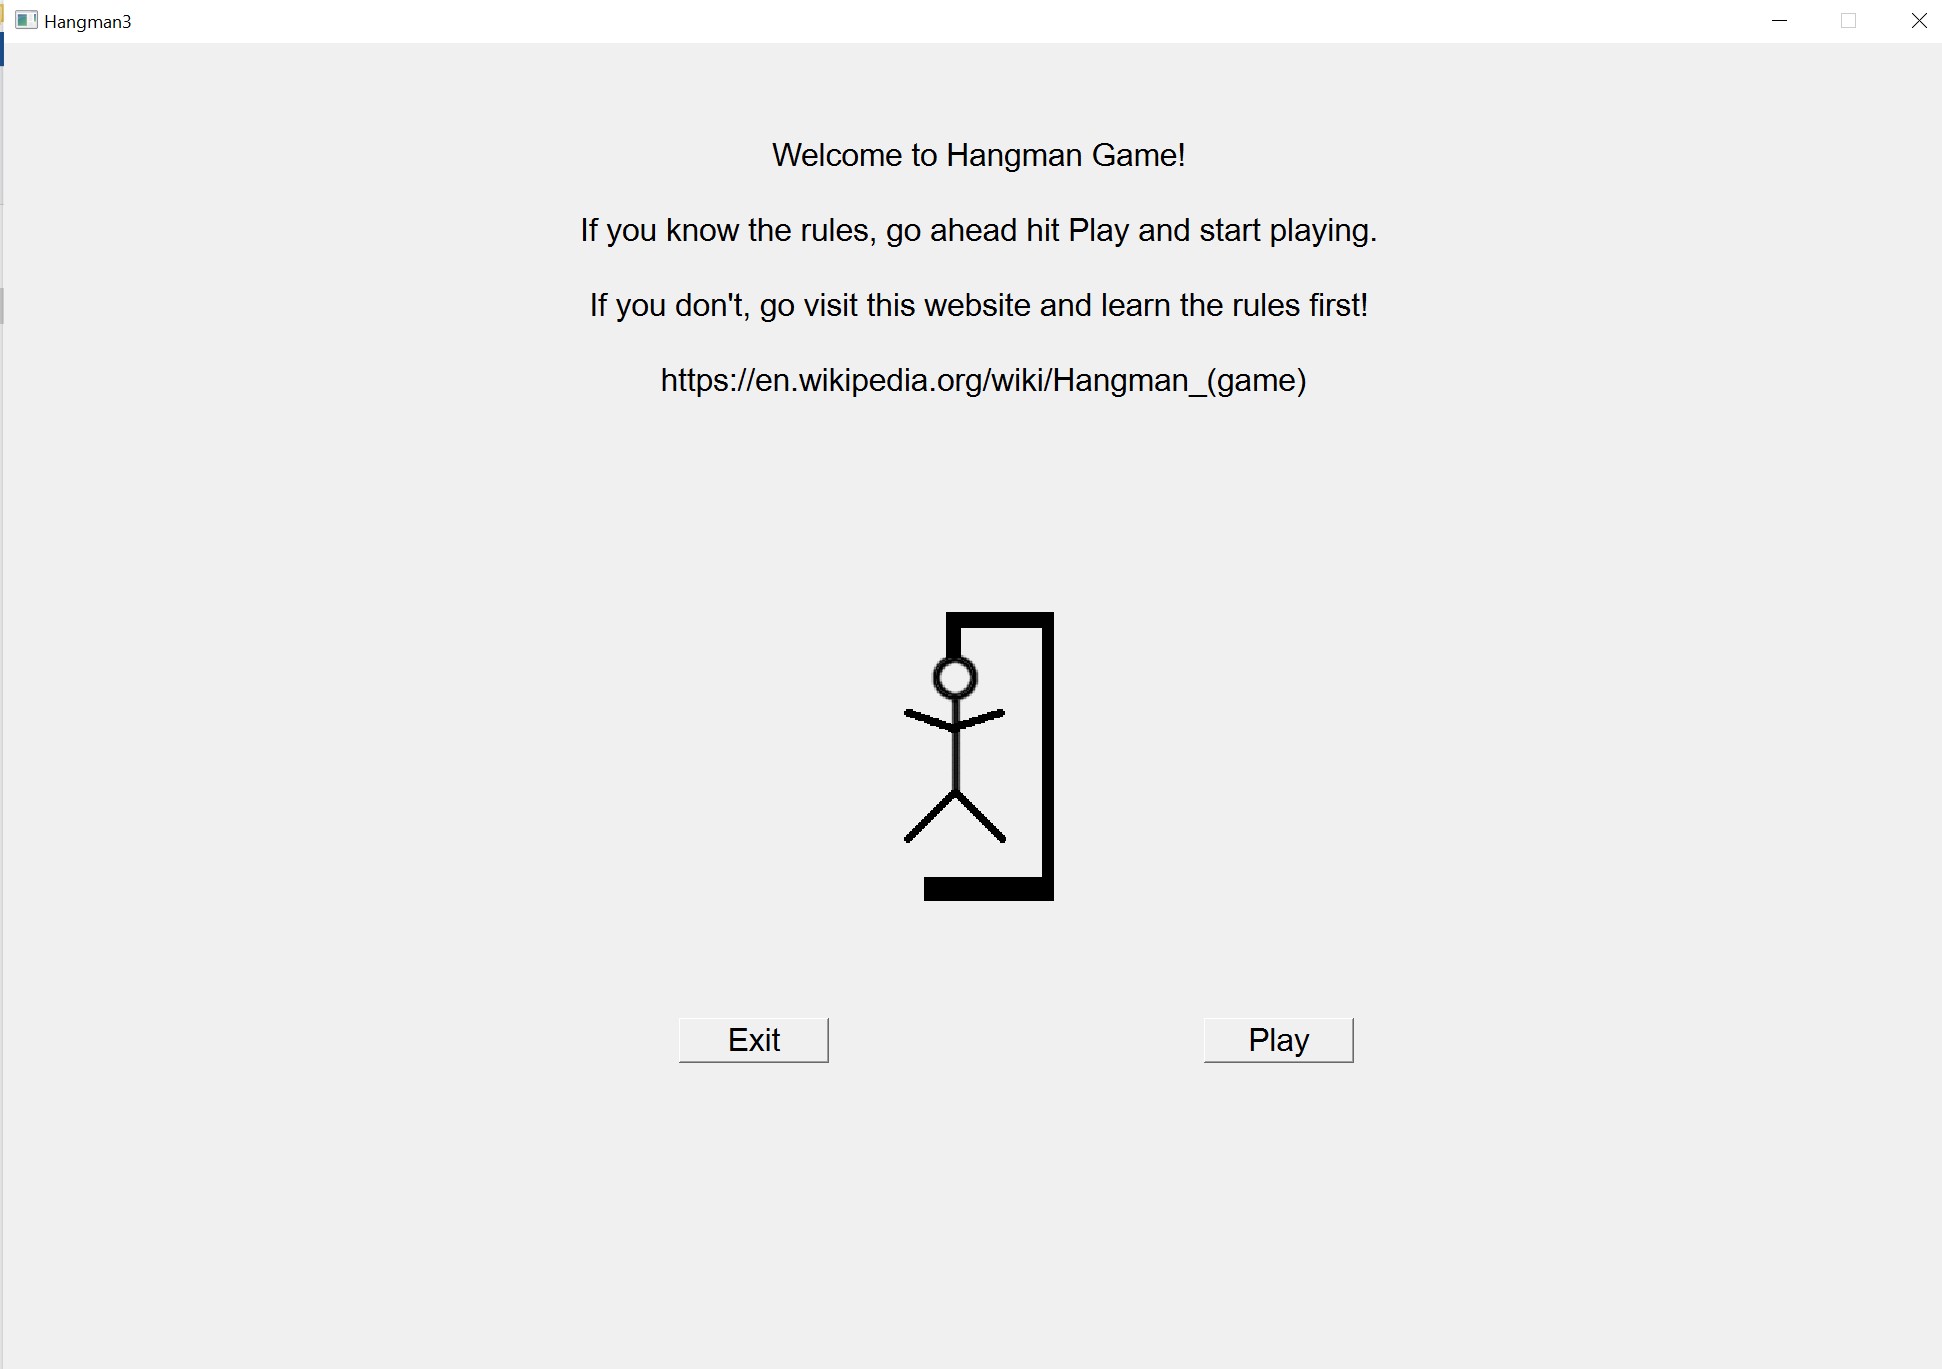 Hangman3
Welcome to Hangman Game!
If you know the rules, go ahead hit Play and start playing.
If you don't, go visit this website and learn the rules first!
https://en.wikipedia.org/wiki/Hangman_(game)
Exit
Play